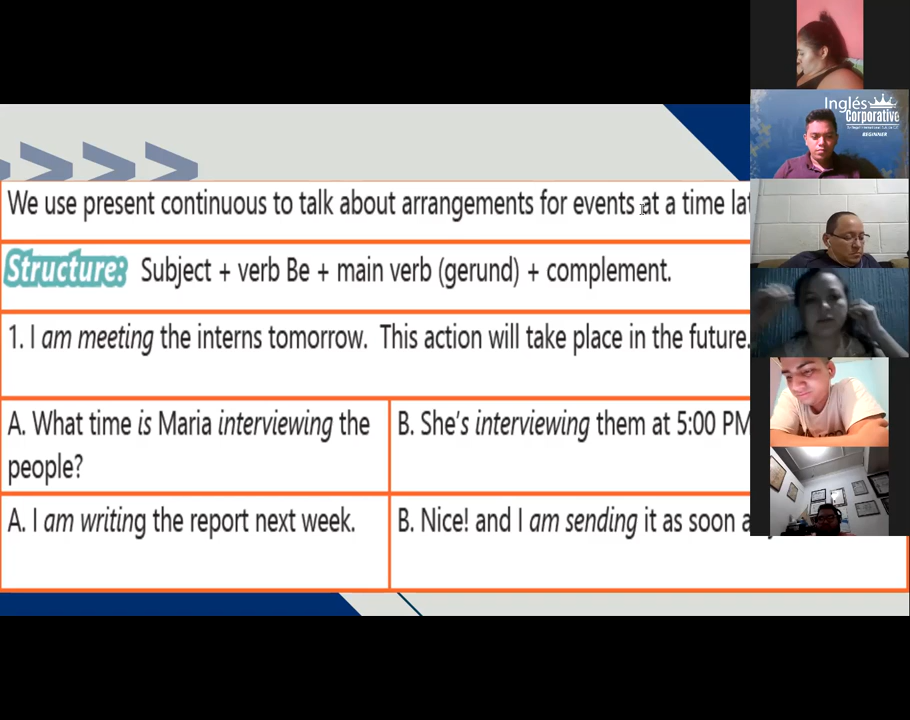 We use present continuous to talk about arrangements for events at a time
Structure: Subject + verb Be + main verb (gerund) + complement.
1. I am meeting the interns tomorrow. This action will take place in the future.
A. What time is Maria interviewing the
people?
B. She's interviewing them at 5:00 PM
A. I am writing the report next week.
B. Nice! and I am sending it as soon
Inglés
Corporativo
BEGINNER